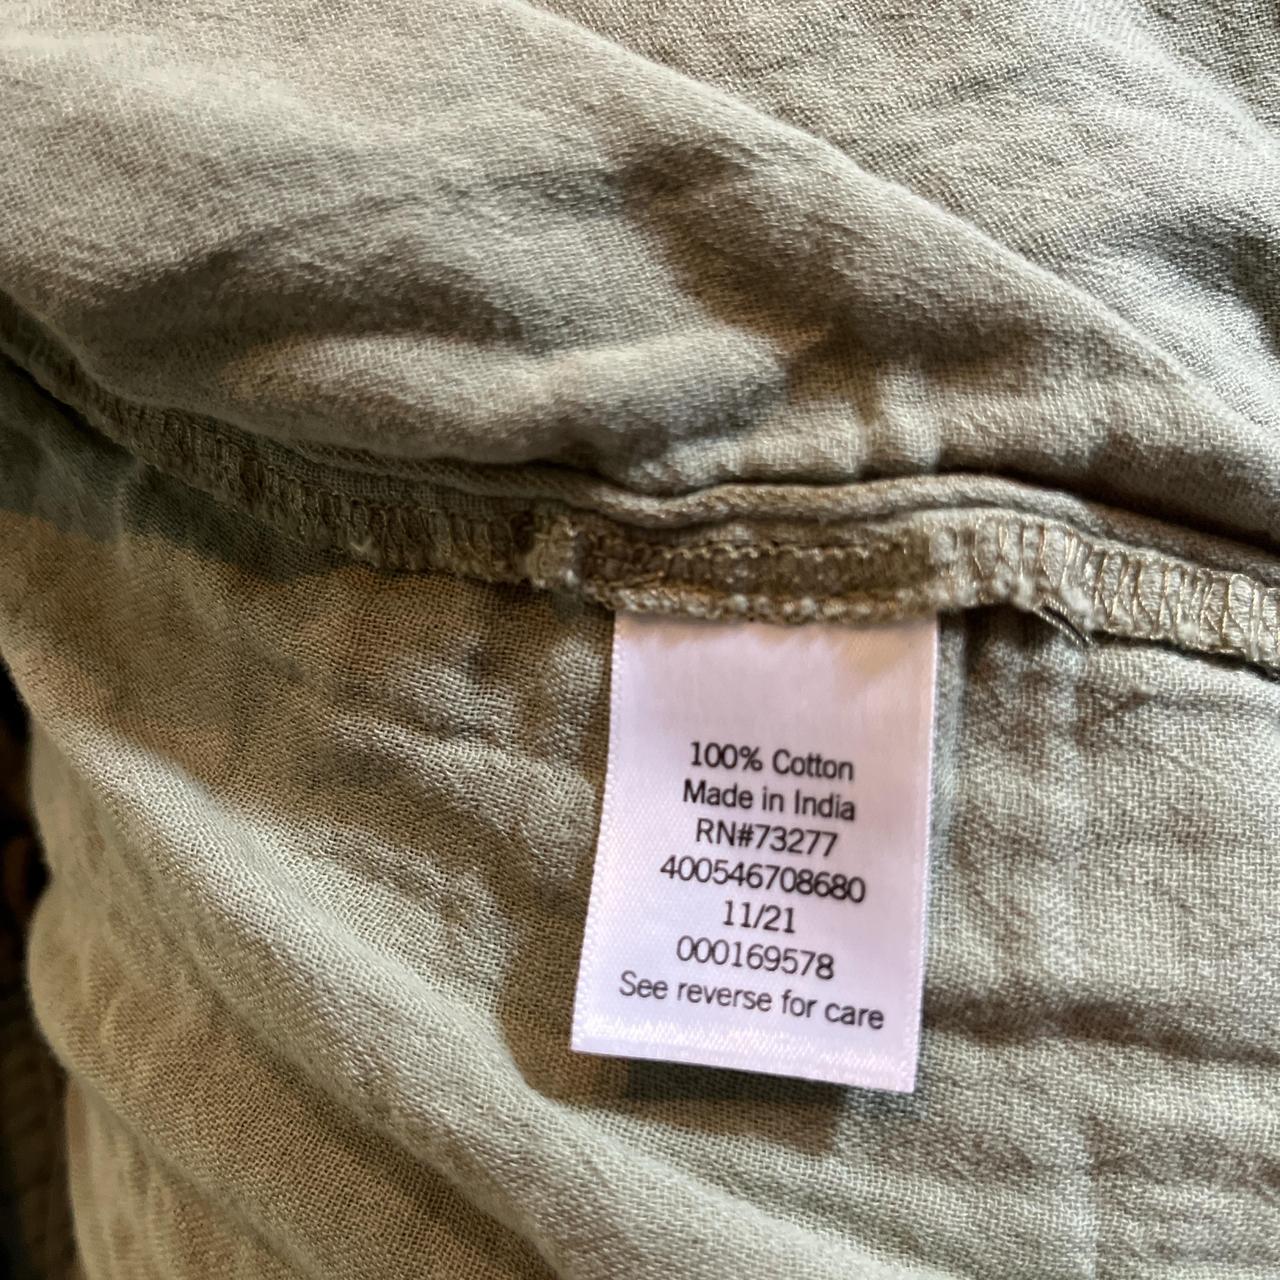 100% Cotton
Made in India
RN#73277
400546708680
11/21
000169578
See reverse for care